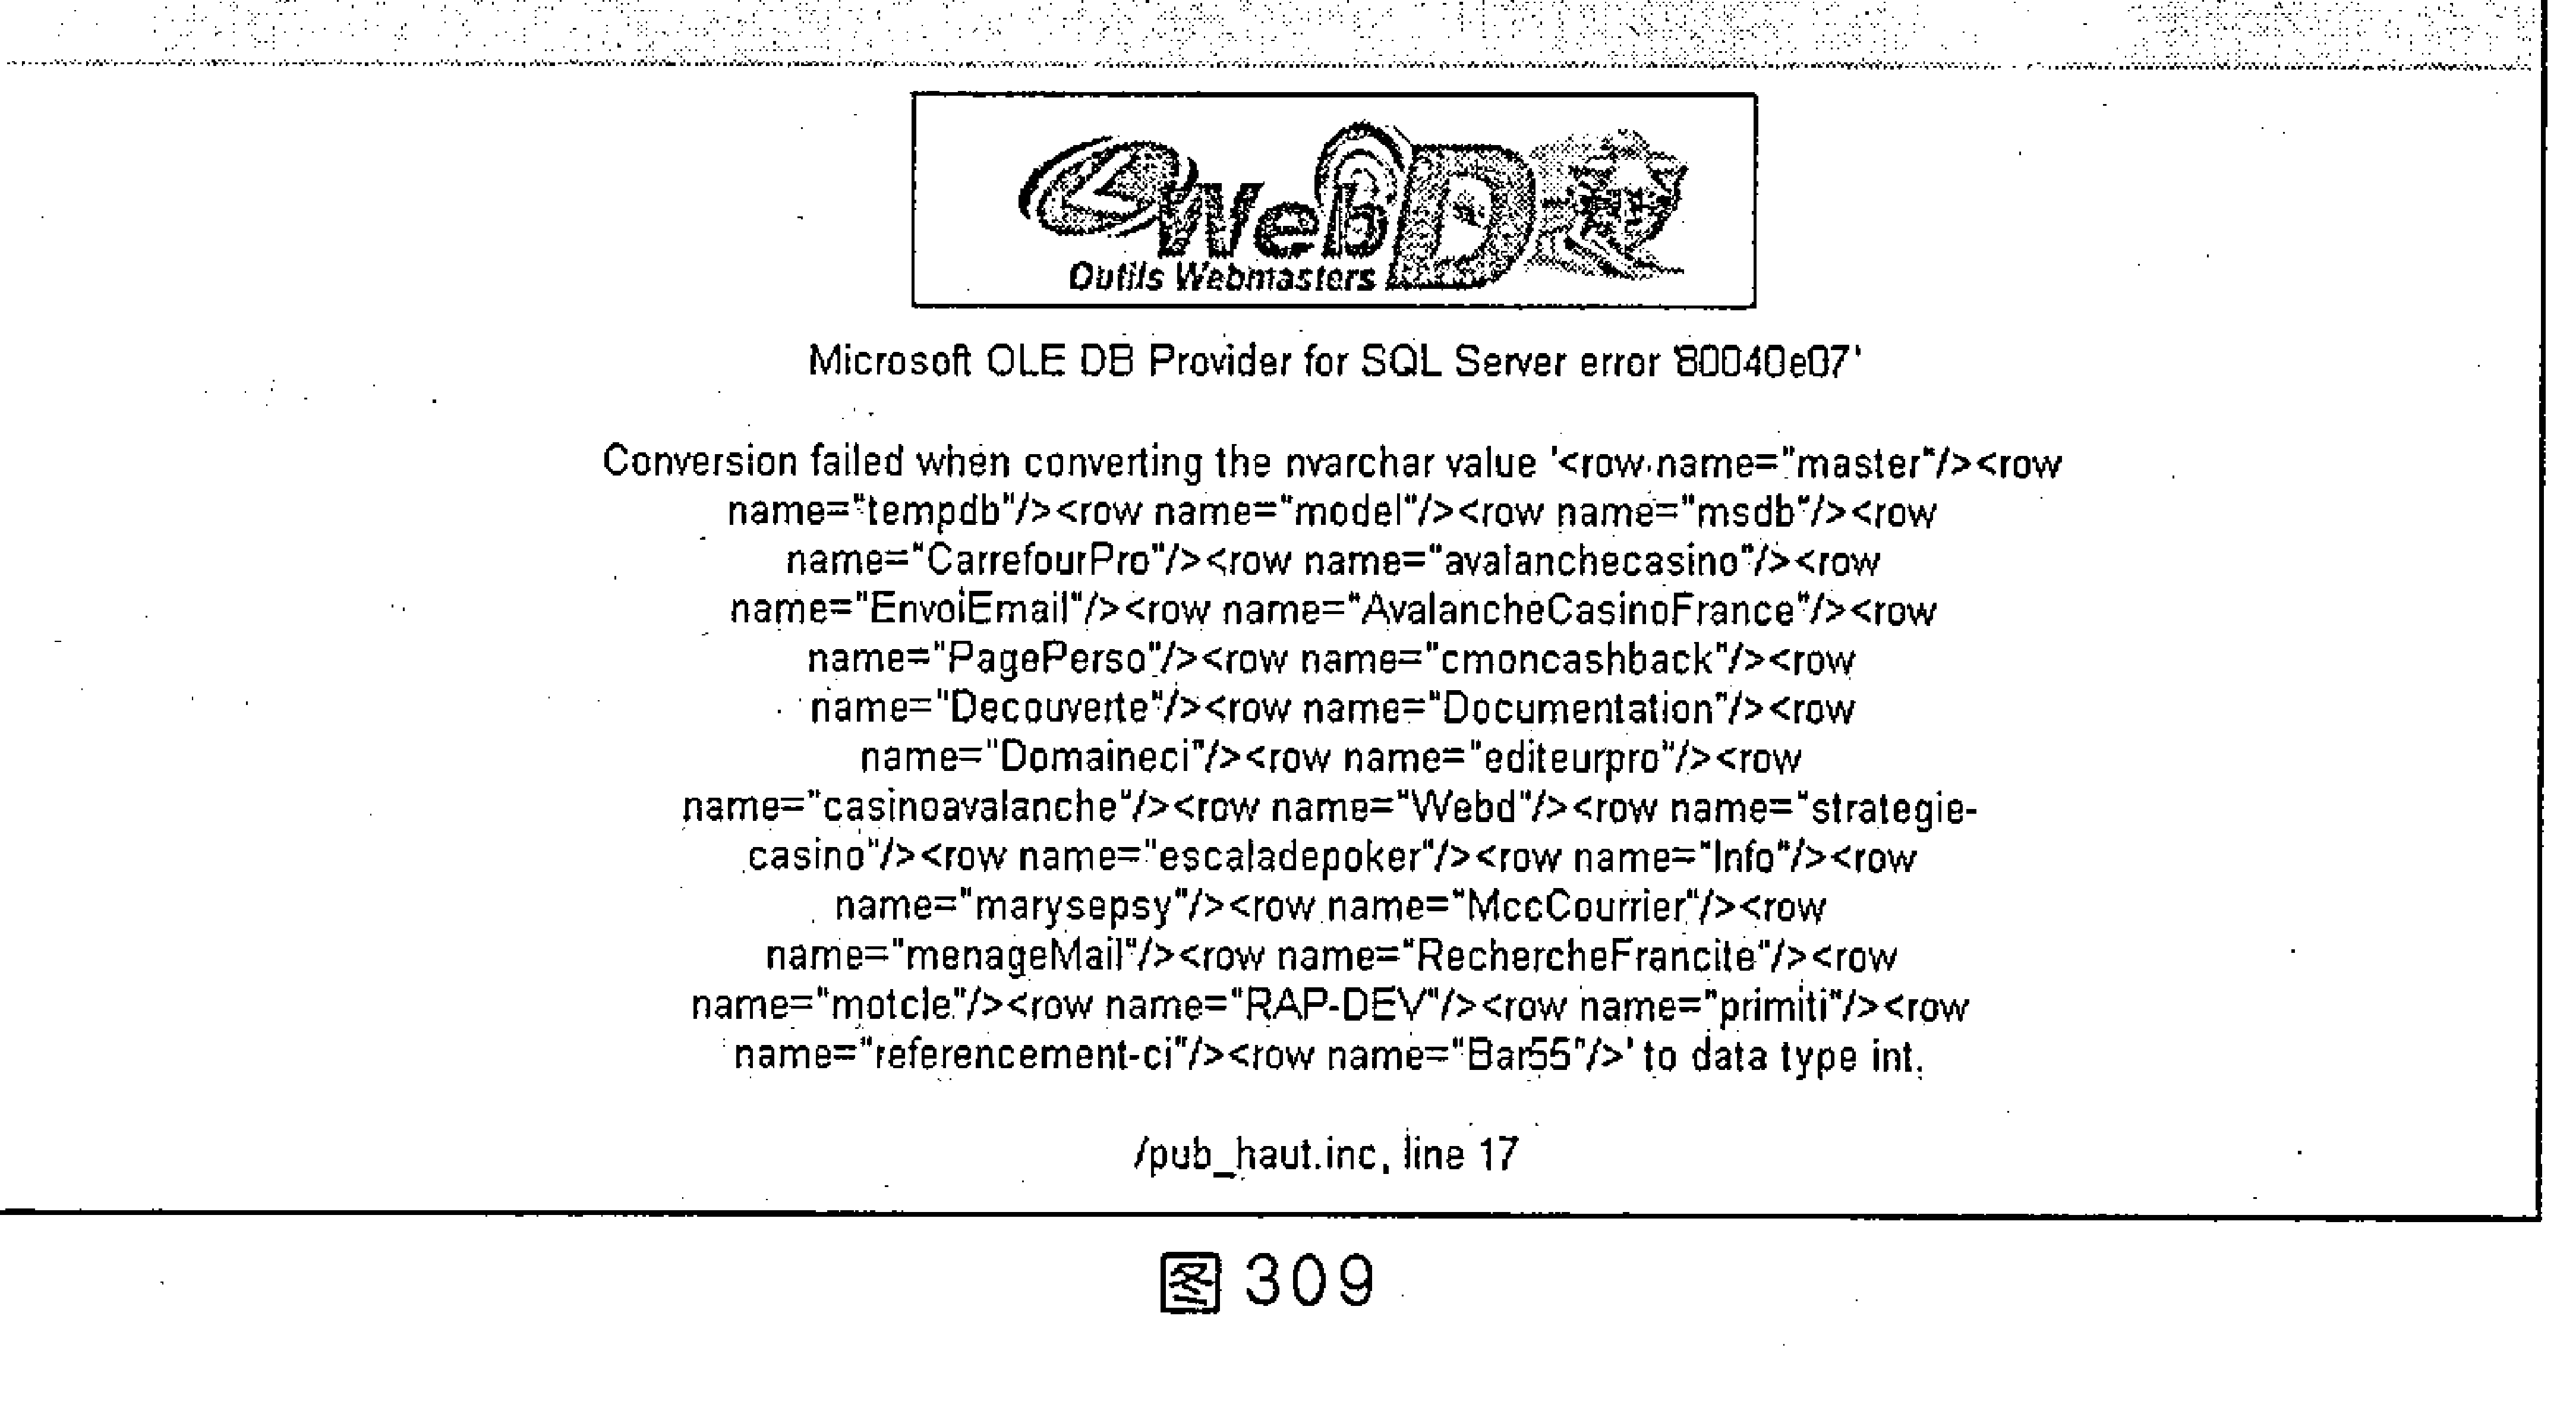 WebD
Outils Webmasters
Microsoft OLE DB Provider for SQL Server error '80040e07'
Conversion failed when converting the nvarchar value '<row name="master"/><row
name="tempdb"/><row name="model"/><row name="msdb"/><row
name="CarrefourPro"/><row name="avalanchecasino"/><row
name="EnvoiEmail"/><row name="AvalancheCasinoFrance"/><row
name="PagePerso"/><row name="cmoncashback"/><row
name="Decouverte"/><row name="Documentation"/><row
name="Domaineci"/><row name="editeurpro"/><row
name="casinoavalanche"/><row name="Webd"/><row name="strategie-
casino"/><row name="escaladepoker"/><row name="Info"/><row
name="marysepsy"/><row name="MccCourrier"/><row
name="menageMail"/><row name="RechercheFrancite"/><row
name="motcle"/><row name="RAP-DEV"/><row name="primiti"/><row
name="referencement-ci"/><row name="Bar55"/>' to data type int.
/pub_haut.inc, line 17
图309